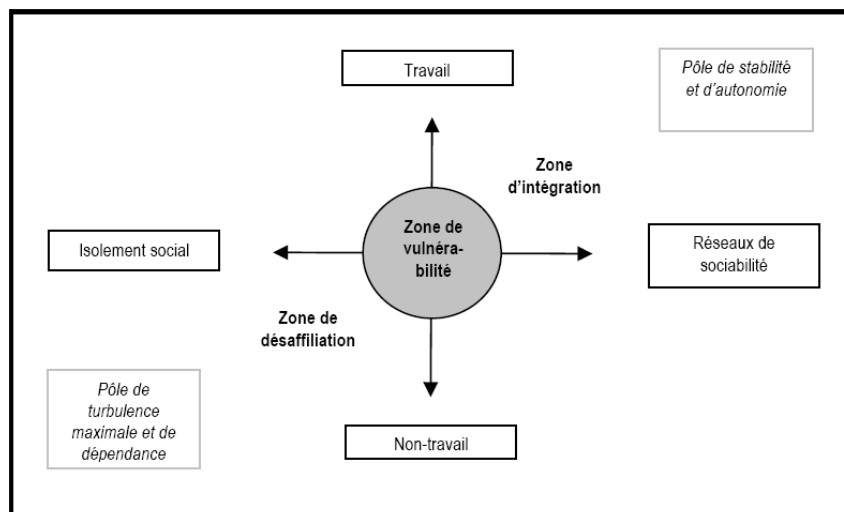 Travail
Pôle de stabilité
et d'autonomie
Zone
d'intégration
Zone de
vulnéra-
bilité
Isolement social
Réseaux de
sociabilité
Zone de
désaffiliation
Pôle de
turbulence
maximale et de
dépendance
Non-travail